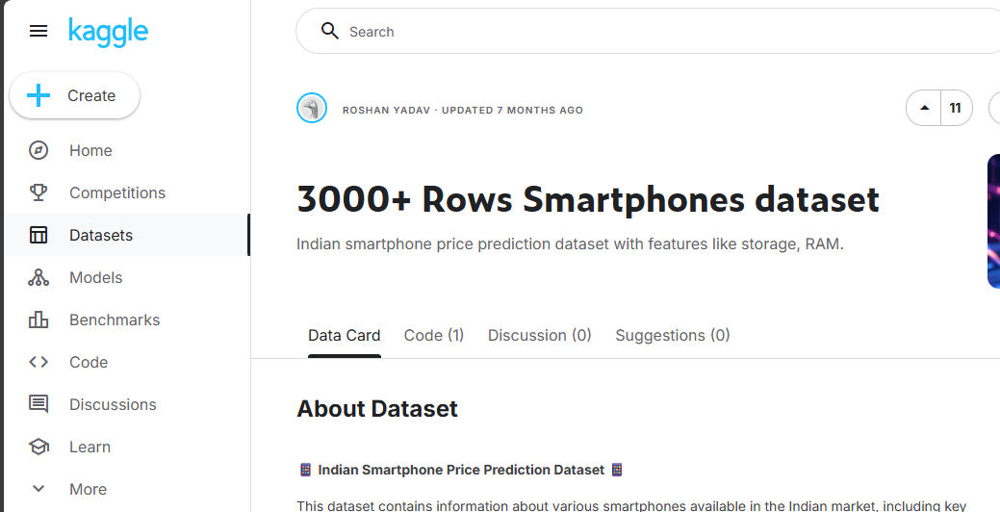 kaggle
Search
Create
ROSHAN YADAV · UPDATED 7 MONTHS AGO
11
Home
Competitions
Datasets
Models
Benchmarks
Code
Discussions
Learn
More
3000+ Rows Smartphones dataset
Indian smartphone price prediction dataset with features like storage, RAM.
Data Card Code (1) Discussion (0) Suggestions (0)
About Dataset
Indian Smartphone Price Prediction Dataset
This dataset contains information about various smartphones available in the Indian market, including key